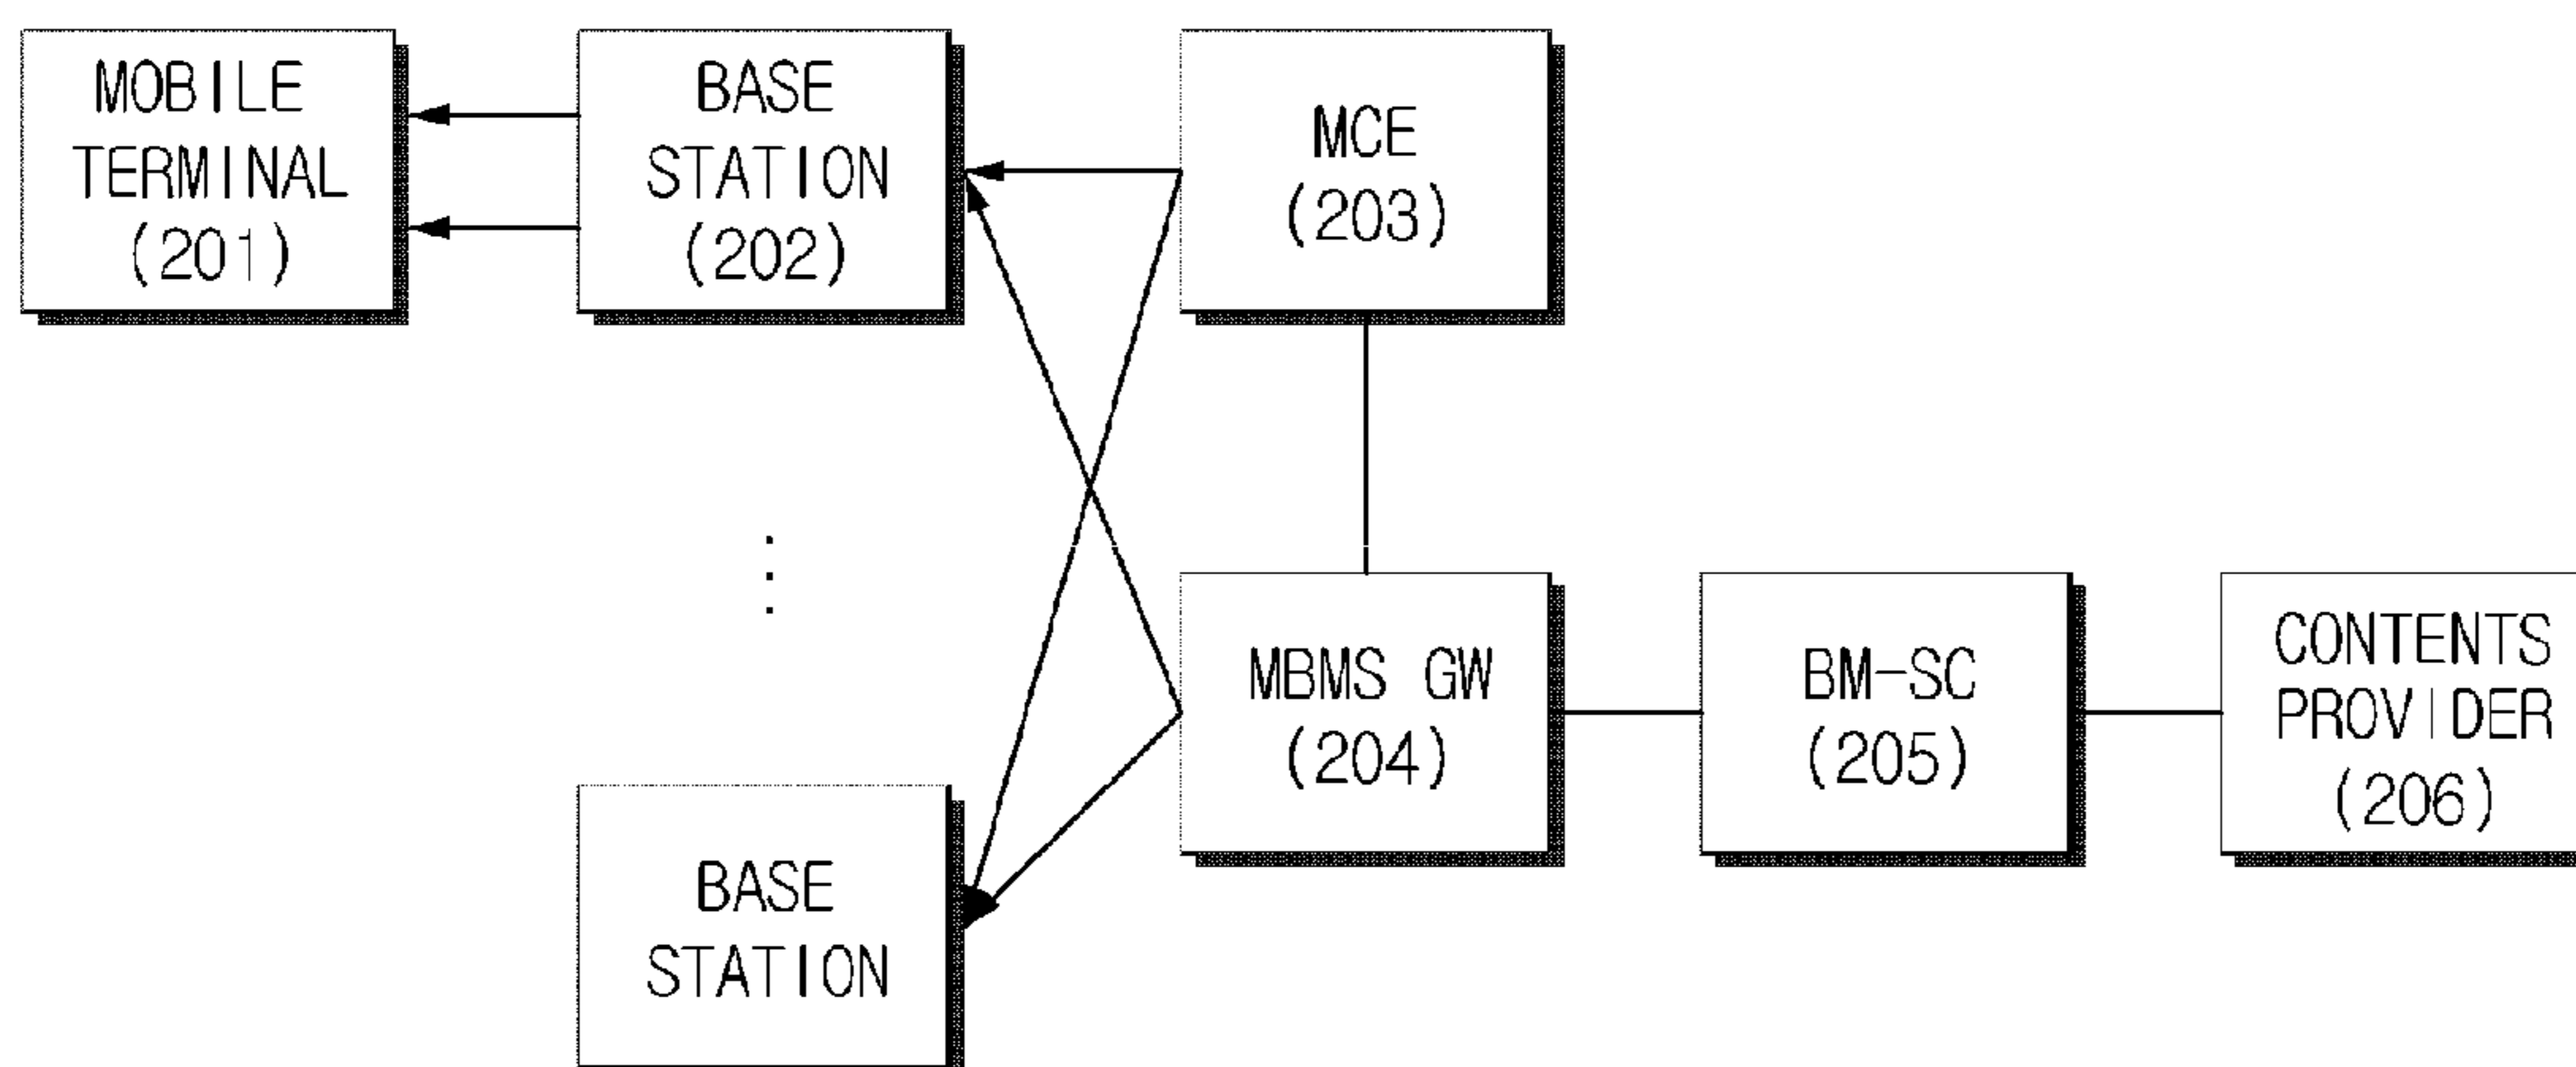 MOBILE
TERMINAL
(201)
BASE
STATION
(202)
MCE
(203)
MBMS GW
(204)
BM-SC
(205)
CONTENTS
PROVIDER
(206)
BASE
STATION